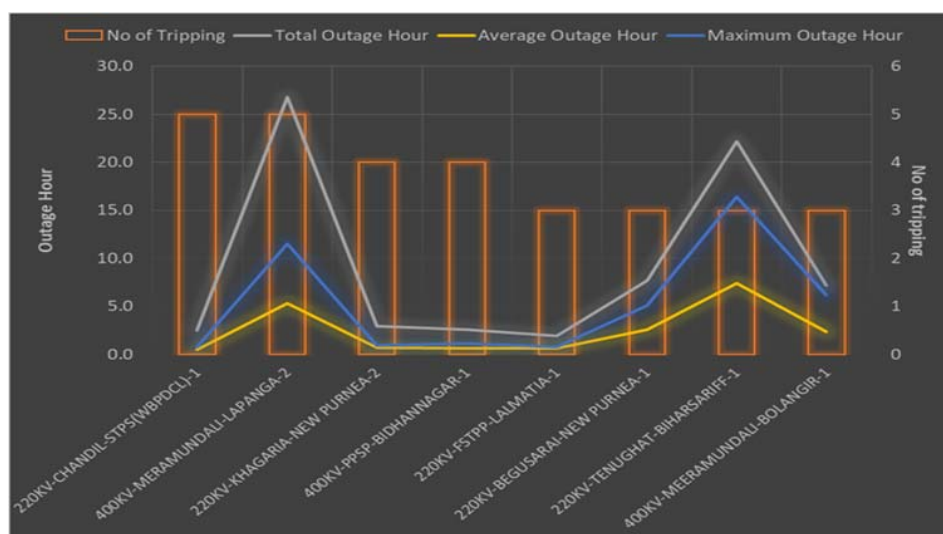 No of Tripping Total Outage Hour Average Outage Hour Maximum Outage Hour
30.0
25.0
20.0
15.0
10.0
5.0
0.0
Outage Hour
6
5
4
3
2
1
0
No of tripping
220KV-CHANDIL-STPS(WBPDCL)-1
400KV-MERAMUNDALI-LAPANGA-2
220KV-KHAGARIA-NEW PURNEA-2
400KV-PPSP-BIDHANNAGAR-1
220KV-FSTPP-LALMATIA-1
220KV-BEGUSARAI-NEW PURNEA-1
220KV-TENUGHAT-BIHARSARIFF-1
400KV-MEERAMUNDALI-BOLANGIR-1